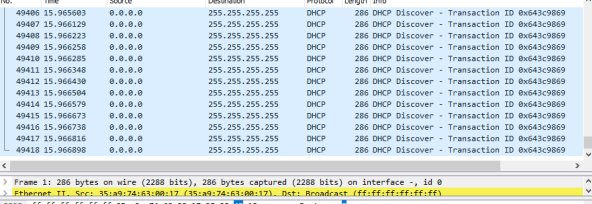 No. Time Source Destination Protocol Length Info
49406 15.965603 0.0.0.0 255.255.255.255 DHCP 286 DHCP Discover - Transaction ID 0x643c9869
49407 15.966129 0.0.0.0 255.255.255.255 DHCP 286 DHCP Discover - Transaction ID 0x643c9869
49408 15.966223 0.0.0.0 255.255.255.255 DHCP 286 DHCP Discover - Transaction ID 0x643c9869
49409 15.966258 0.0.0.0 255.255.255.255 DHCP 286 DHCP Discover - Transaction ID 0x643c9869
49410 15.966285 0.0.0.0 255.255.255.255 DHCP 286 DHCP Discover - Transaction ID 0x643c9869
49411 15.966348 0.0.0.0 255.255.255.255 DHCP 286 DHCP Discover - Transaction ID 0x643c9869
49412 15.966430 0.0.0.0 255.255.255.255 DHCP 286 DHCP Discover - Transaction ID 0x643c9869
49413 15.966504 0.0.0.0 255.255.255.255 DHCP 286 DHCP Discover - Transaction ID 0x643c9869
49414 15.966579 0.0.0.0 255.255.255.255 DHCP 286 DHCP Discover - Transaction ID 0x643c9869
49415 15.966673 0.0.0.0 255.255.255.255 DHCP 286 DHCP Discover - Transaction ID 0x643c9869
49416 15.966738 0.0.0.0 255.255.255.255 DHCP 286 DHCP Discover - Transaction ID 0x643c9869
49417 15.966816 0.0.0.0 255.255.255.255 DHCP 286 DHCP Discover - Transaction ID 0x643c9869
49418 15.966898 0.0.0.0 255.255.255.255 DHCP 286 DHCP Discover - Transaction ID 0x643c9869
Frame 1: 286 bytes on wire (2288 bits), 286 bytes captured (2288 bits) on interface -, id 0
Ethernet II, Src: 35:a9:74:63:00:17 (35:a9:74:63:00:17), Dst: Broadcast (ff:ff:ff:ff:ff:ff)